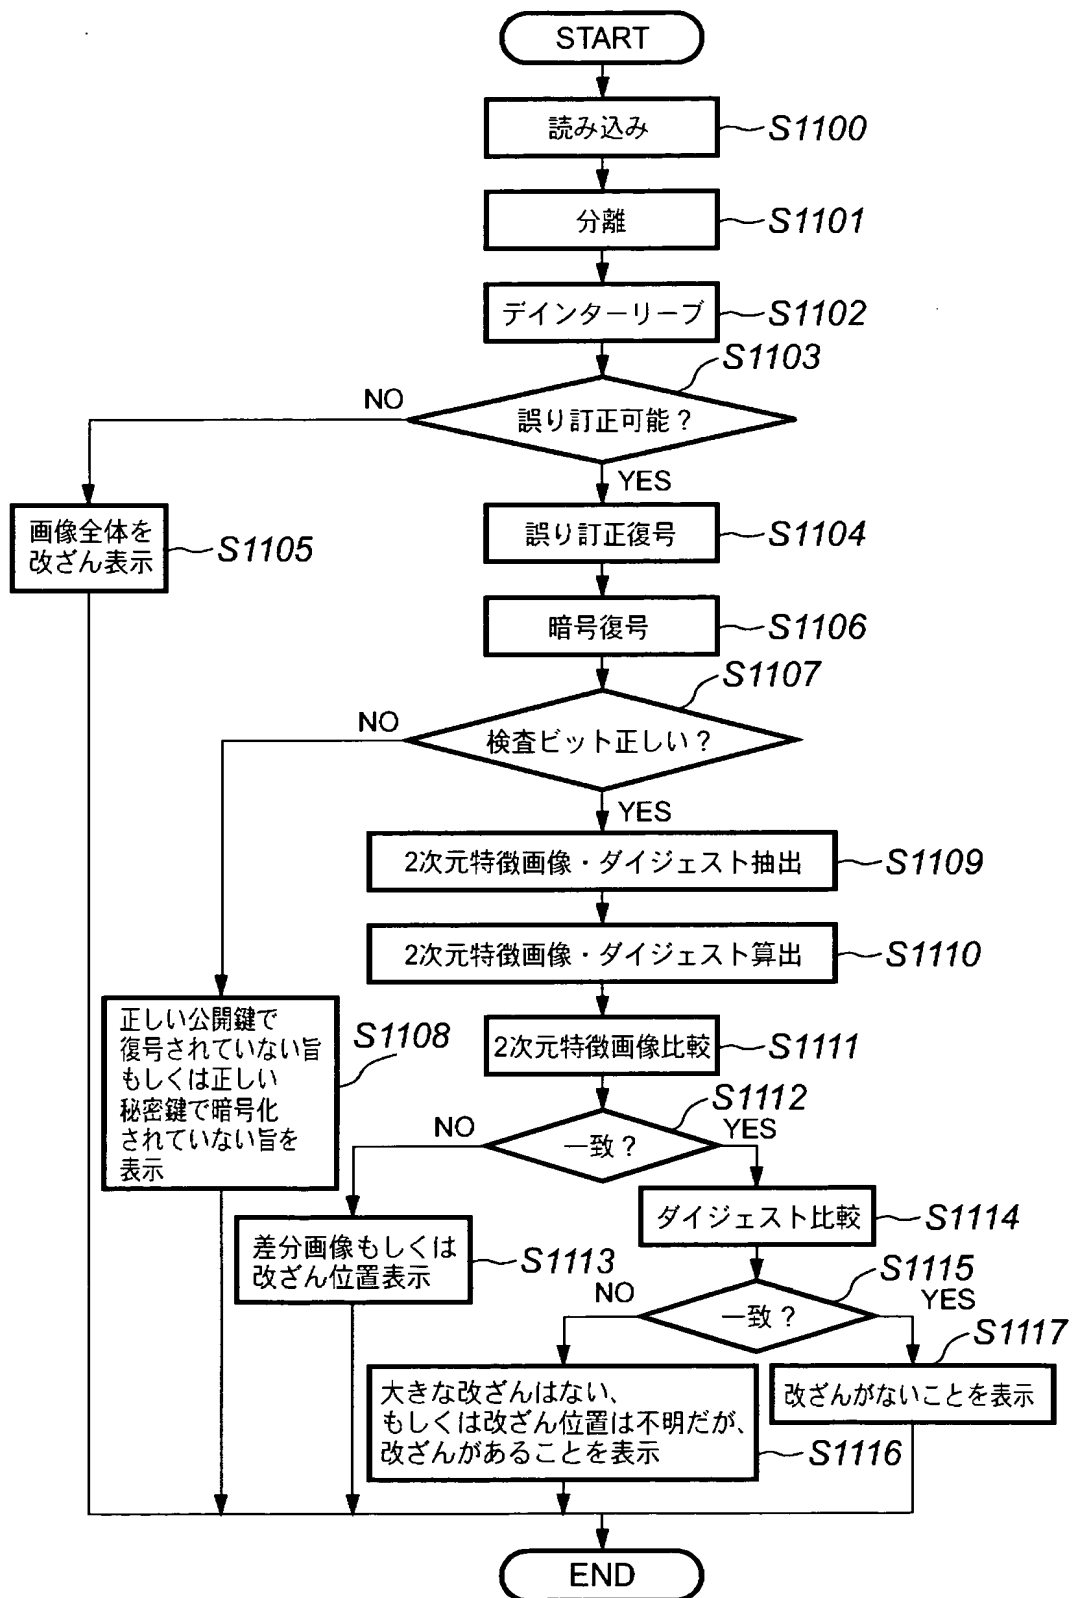 START
読み込み
S1100
分離
S1101
デインターリーブ
S1102
S1103
誤り訂正可能？
NO
YES
画像全体を
改ざん表示
S1105
誤り訂正復号
S1104
暗号復号
S1106
S1107
検査ビット正しい？
NO
YES
2次元特徴画像・ダイジェスト抽出
S1109
2次元特徴画像・ダイジェスト算出
S1110
正しい公開鍵で
復号されていない旨
もしくは正しい
秘密鍵で暗号化
されていない旨を
表示
S1108
2次元特徴画像比較
S1111
S1112
NO
YES
一致？
ダイジェスト比較
S1114
差分画像もしくは
改ざん位置表示
S1113
S1115
NO
YES
一致？
S1117
大きな改ざんはない、
もしくは改ざん位置は不明だが、
改ざんがあることを表示
S1116
改ざんがないことを表示
END